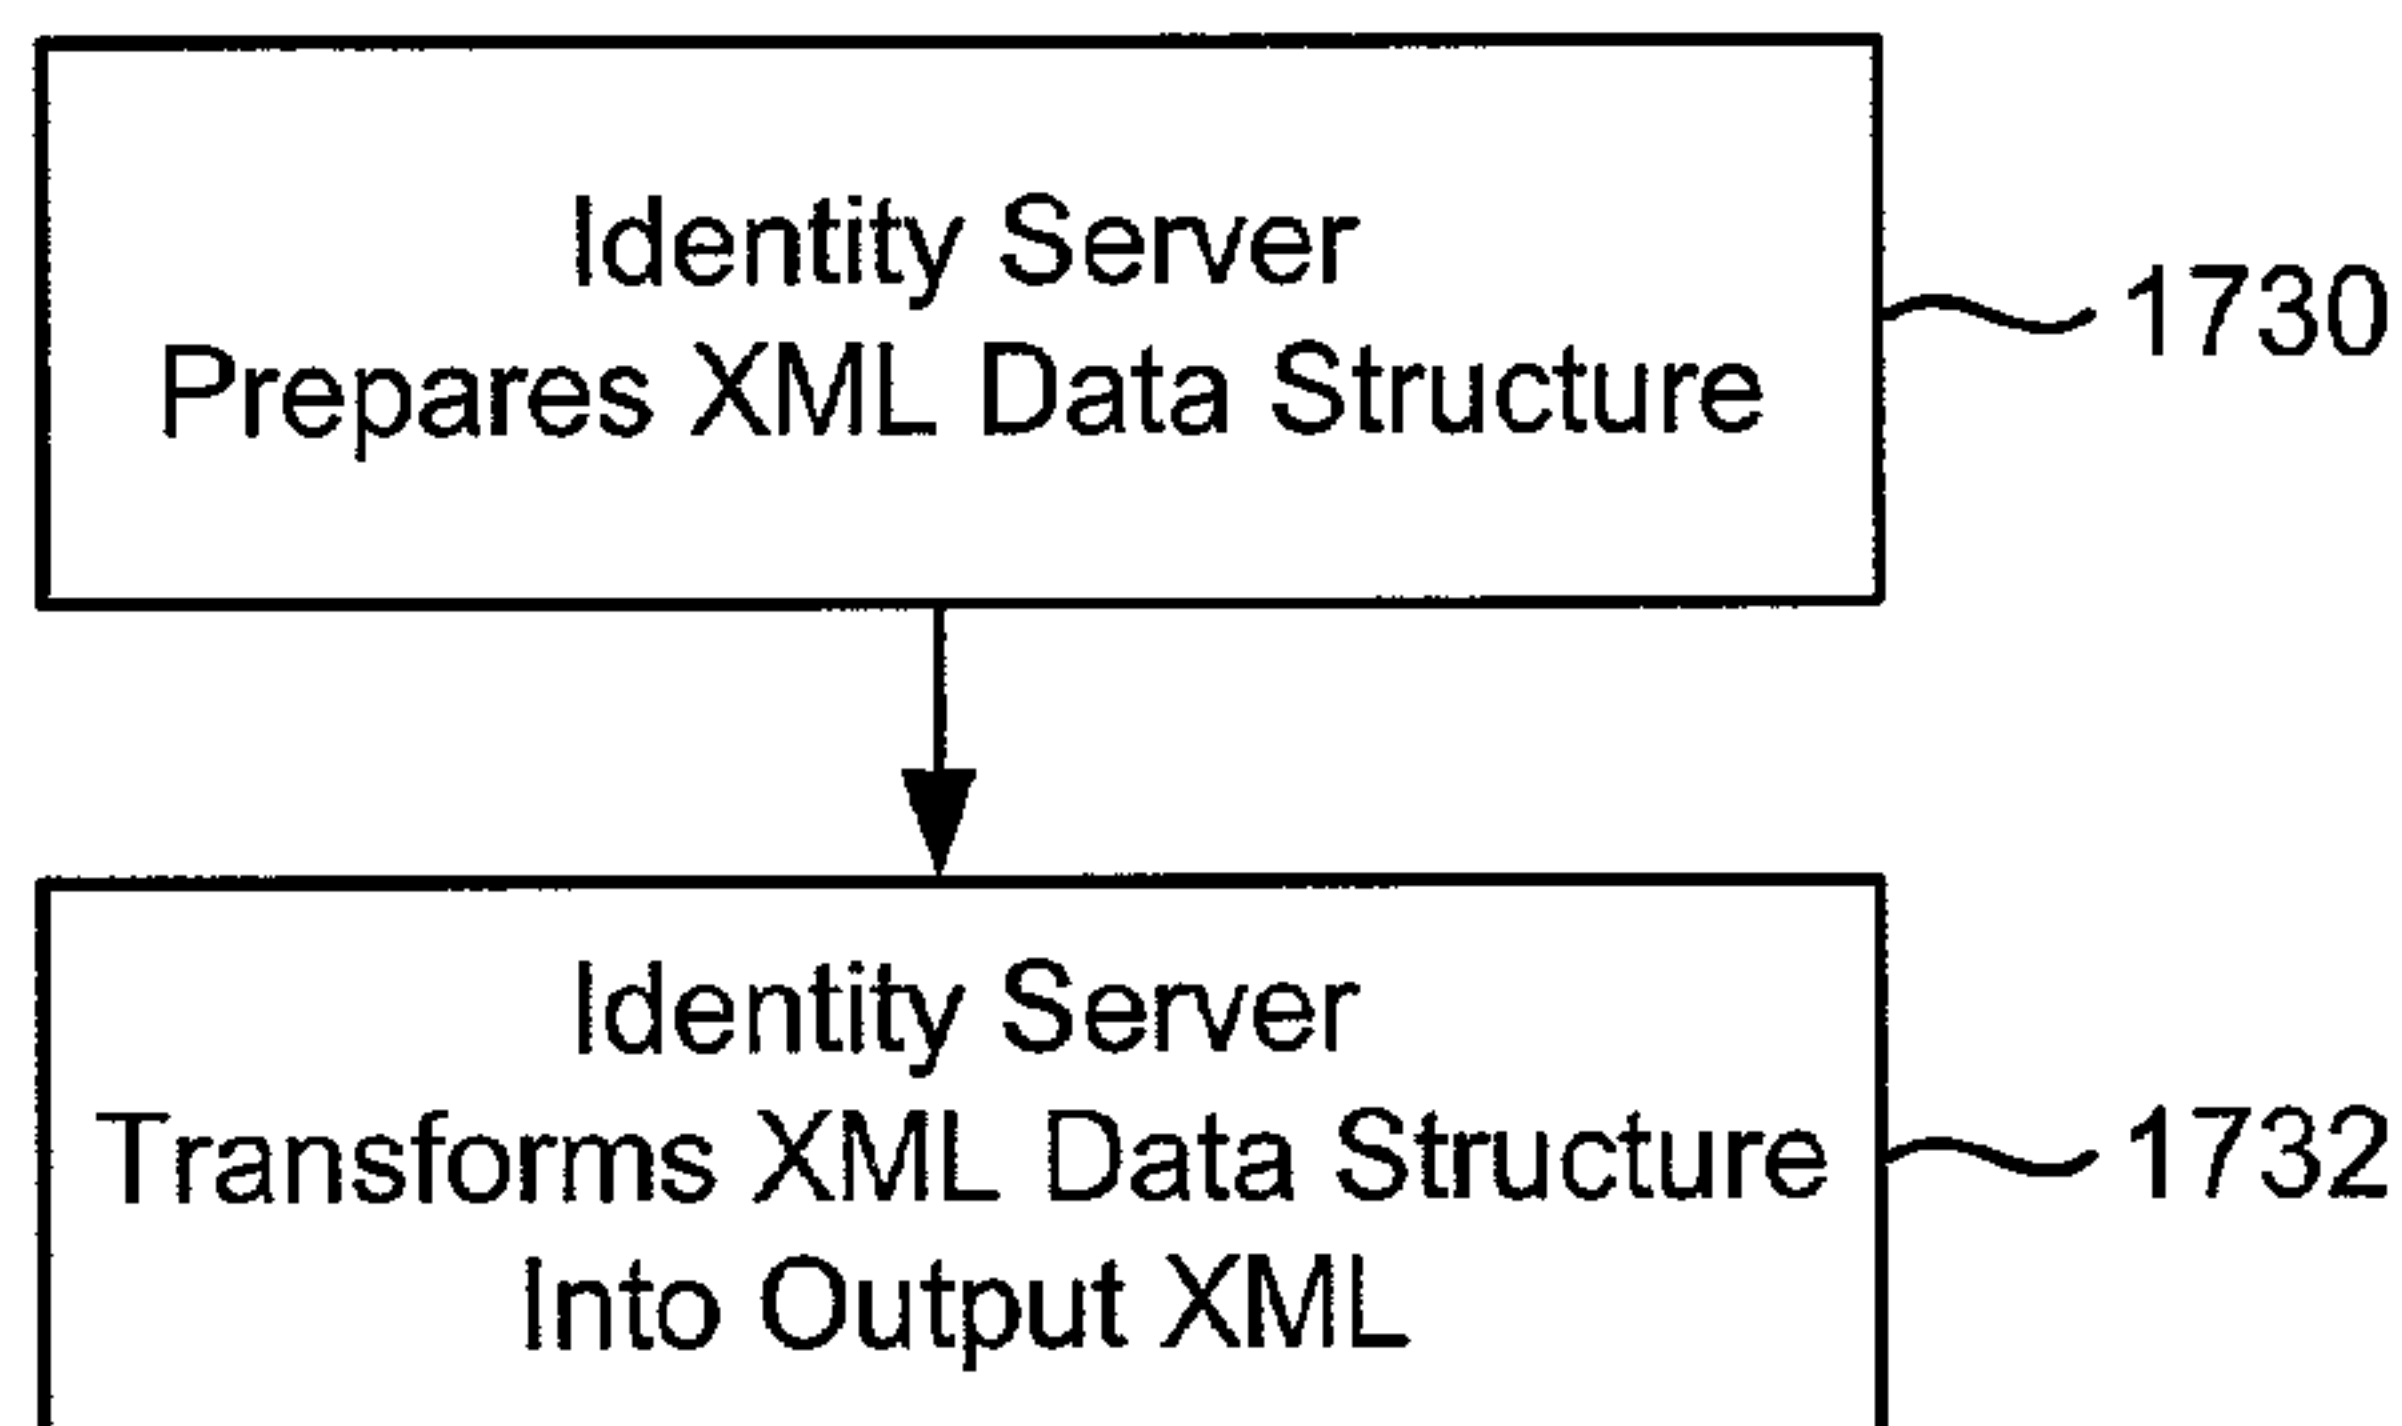 Identity Server
Prepares XML Data Structure
1730
Identity Server
Transforms XML Data Structure
Into Output XML
1732